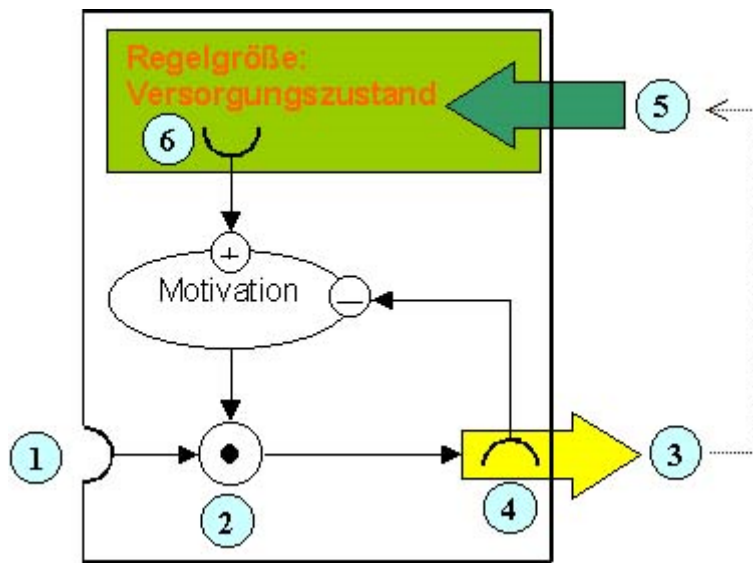 Regelgröße:
Versorgungszustand
5
6
+
Motivation
—
1
3
2
4